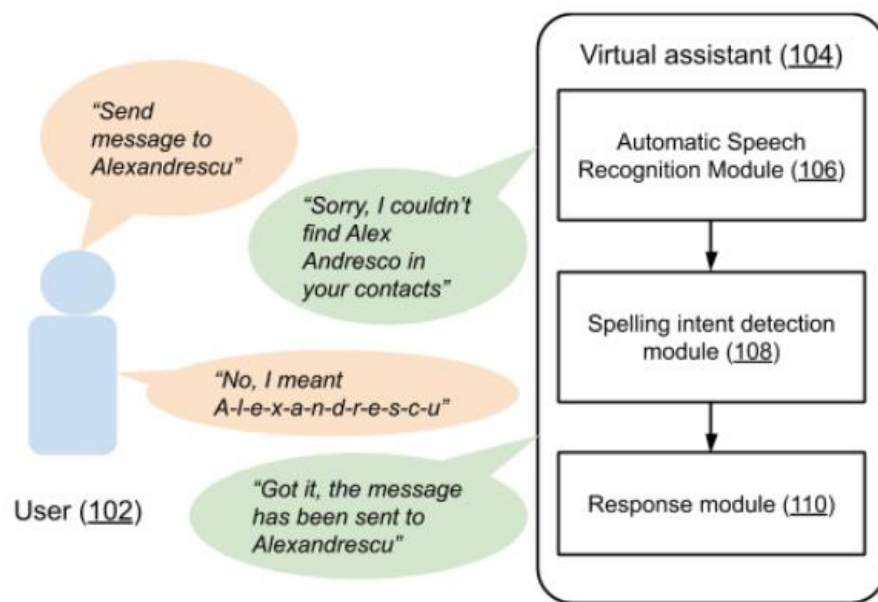 Virtual assistant (104)
“Send
message to
Alexandrescu”
Automatic Speech
Recognition Module (106)
“Sorry, I couldn’t
find Alex
Andresco in
your contacts”
Spelling intent detection
module (108)
“No, I meant
A-l-e-x-a-n-d-r-e-s-c-u”
“Got it, the message
has been sent to
Alexandrescu”
Response module (110)
User (102)